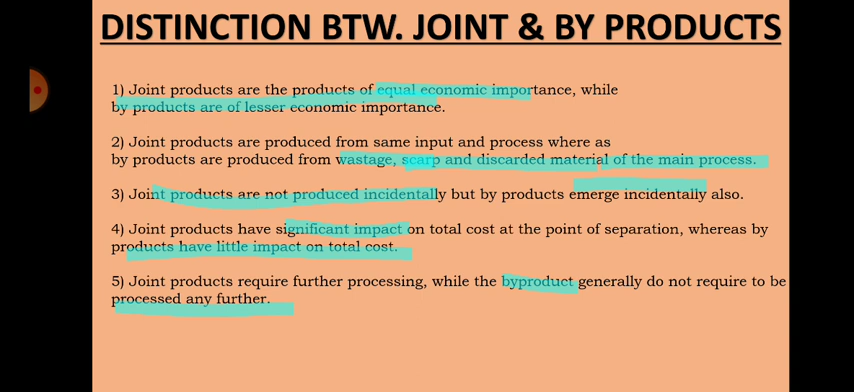 DISTINCTION BTW. JOINT & BY PRODUCTS
1) Joint products are the products of equal economic importance, while
by products are of lesser economic importance.
2) Joint products are produced from same input and process where as
by products are produced from wastage, scarp and discarded material of the main process.
3) Joint products are not produced incidentally but by products emerge incidentally also.
4) Joint products have significant impact on total cost at the point of separation, whereas by
products have little impact on total cost.
5) Joint products require further processing, while the byproduct generally do not require to be
processed any further.